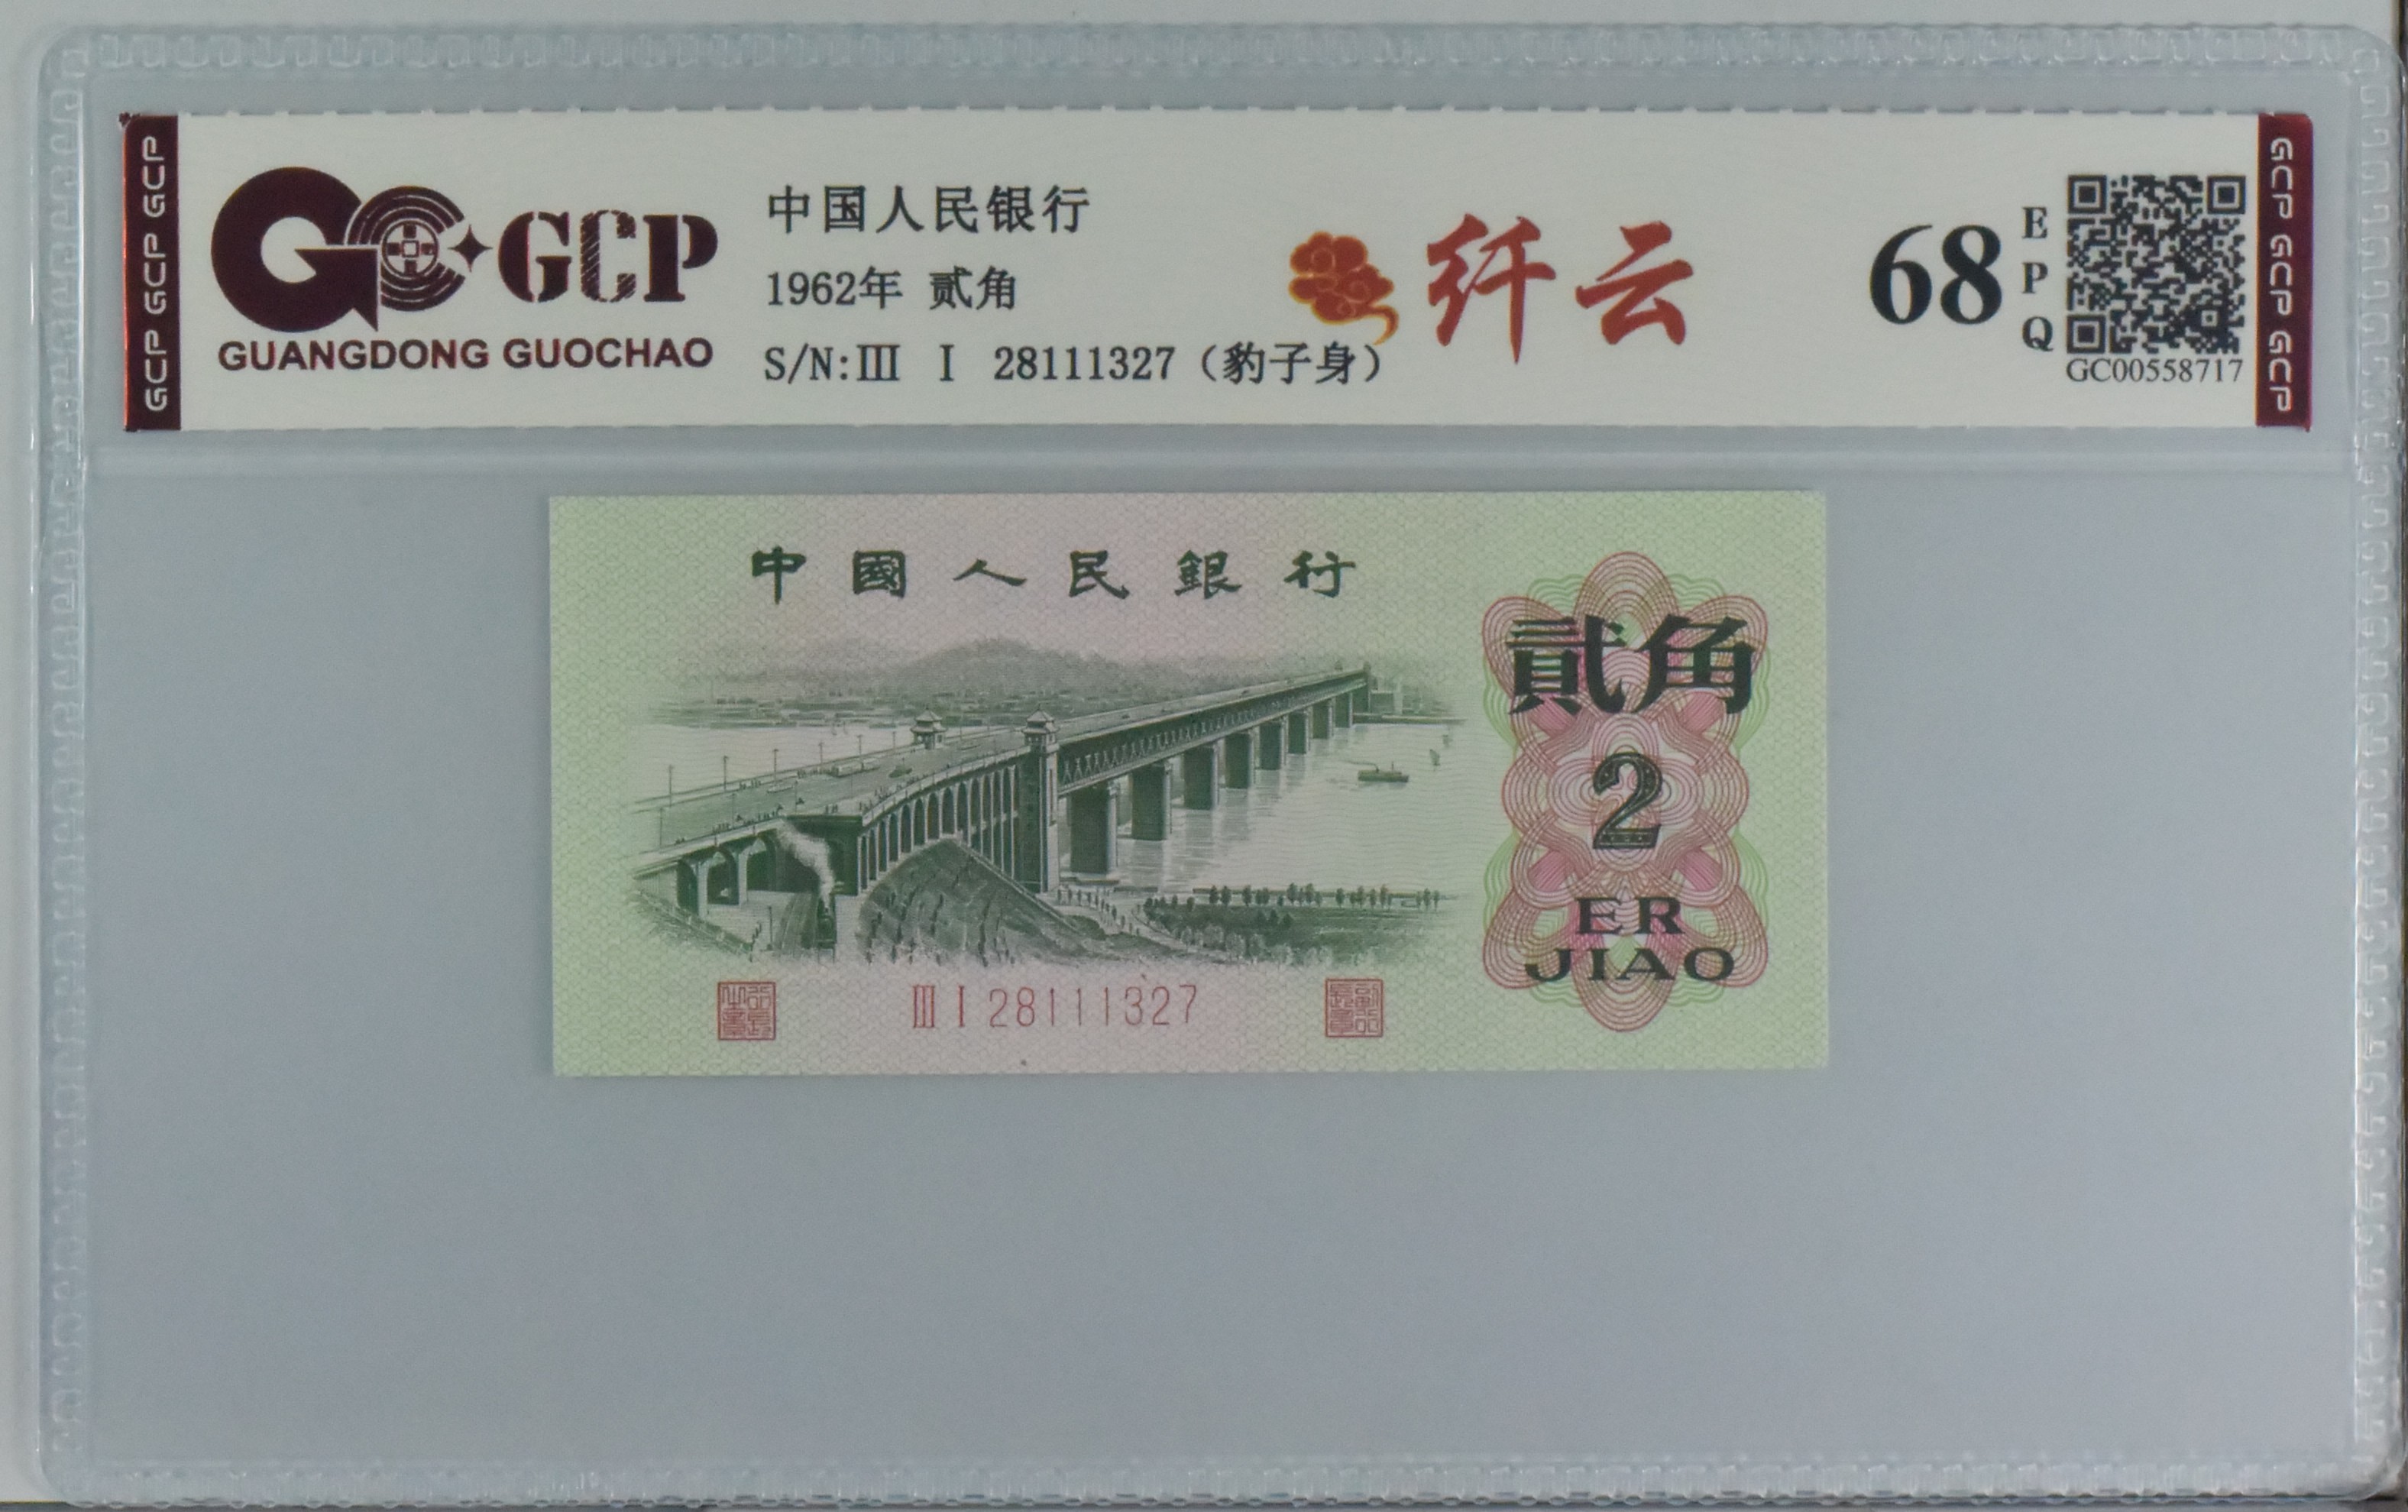 GCP GCP GCP
GCP
GUANGDONG GUOCHAO
中国人民银行
1962年 贰角
S/N:Ⅲ Ⅰ 28111327（豹子身）
纤云
68
EPQ
GC00558717
GCP GCP GCP
中國人民銀行
貳角
2
ER
JIAO
Ⅲ Ⅰ 28111327